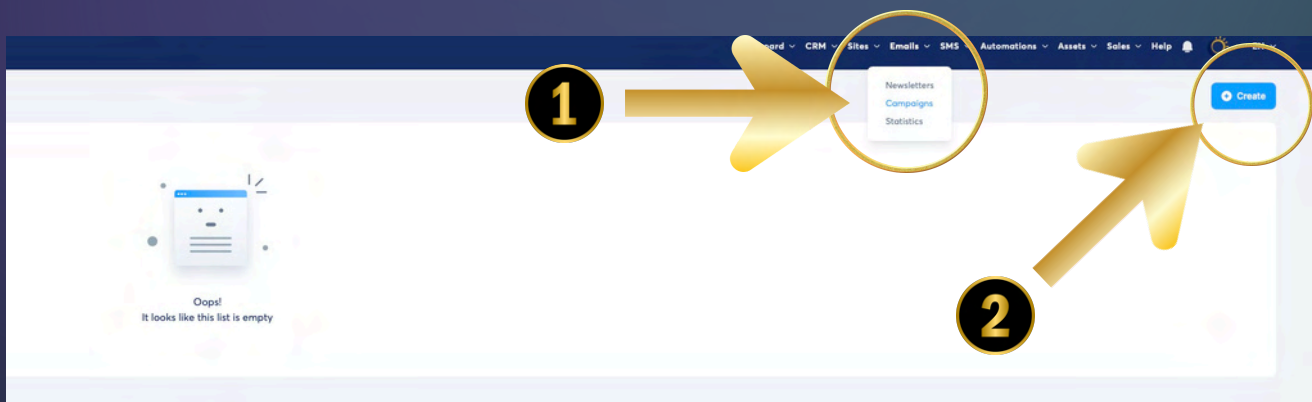 CRM Sites Emails SMS Automations Assets Sales Help
1
Newsletters
Campaigns
Statistics
Create
2
Oops!
It looks like this list is empty